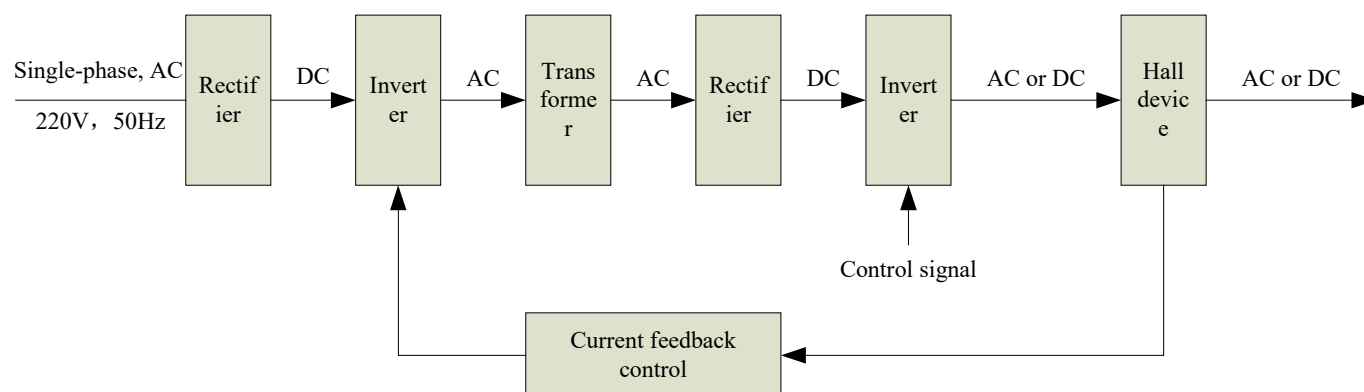 Single-phase, AC
220V，50Hz
Rectif
ier
DC
Invert
er
AC
Trans
forme
r
AC
Rectif
ier
DC
Invert
er
AC or DC
Hall
devic
e
AC or DC
Control signal
Current feedback
control